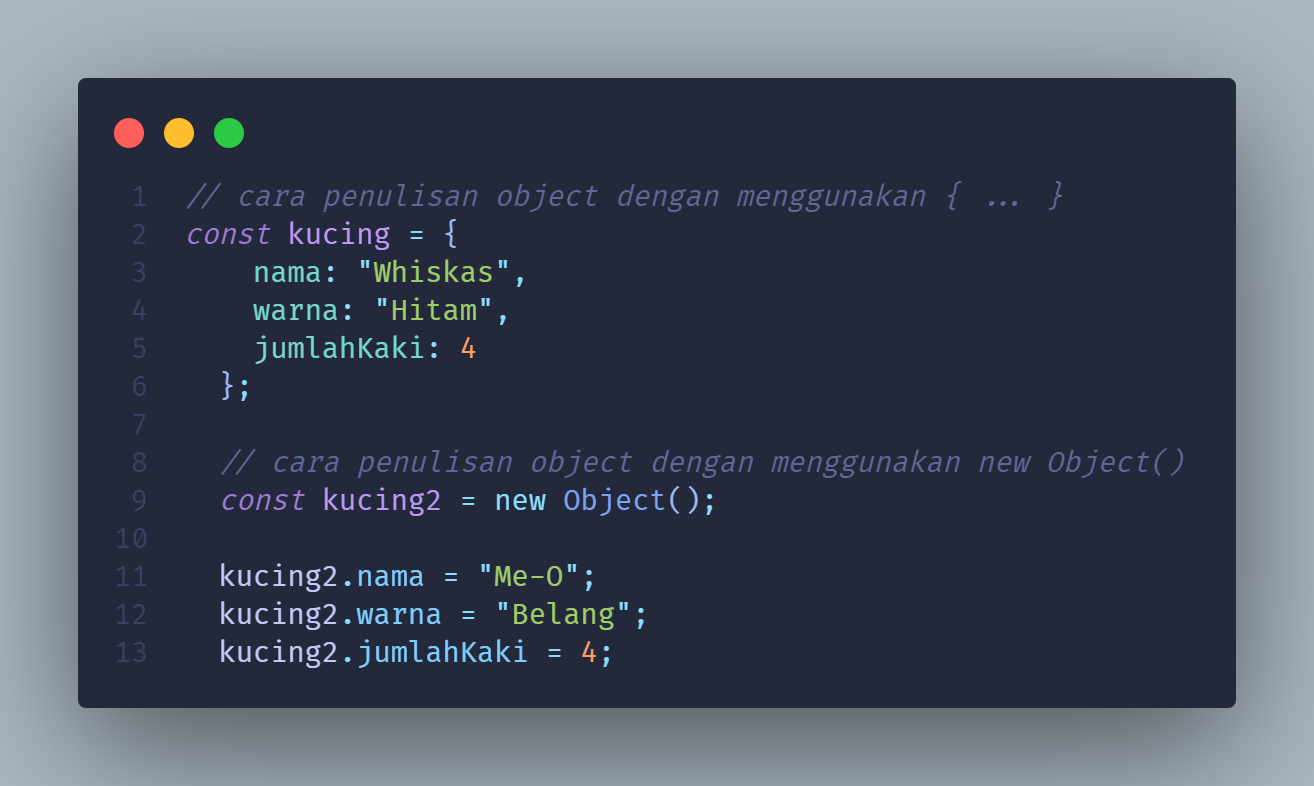 1 // cara penulisan object dengan menggunakan { ... }
2 const kucing = {
3     nama: "Whiskas",
4     warna: "Hitam",
5     jumlahKaki: 4
6   };
7
8   // cara penulisan object dengan menggunakan new Object()
9   const kucing2 = new Object();
10
11   kucing2.nama = "Me-O";
12   kucing2.warna = "Belang";
13   kucing2.jumlahKaki = 4;